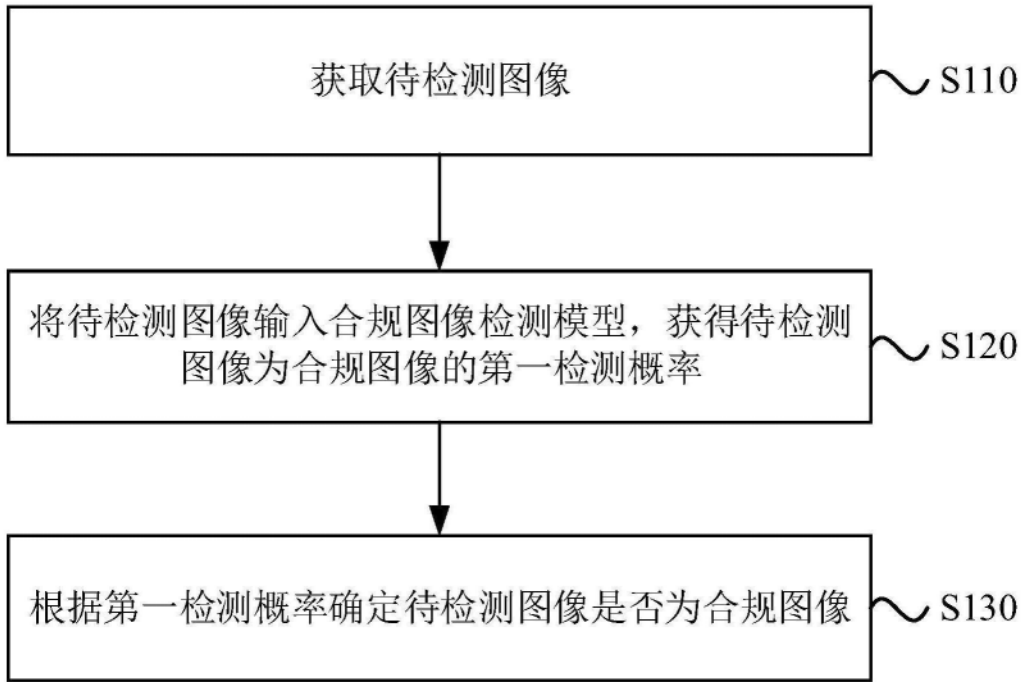 获取待检测图像
S110
将待检测图像输入合规图像检测模型，获得待检测
图像为合规图像的第一检测概率
S120
根据第一检测概率确定待检测图像是否为合规图像
S130